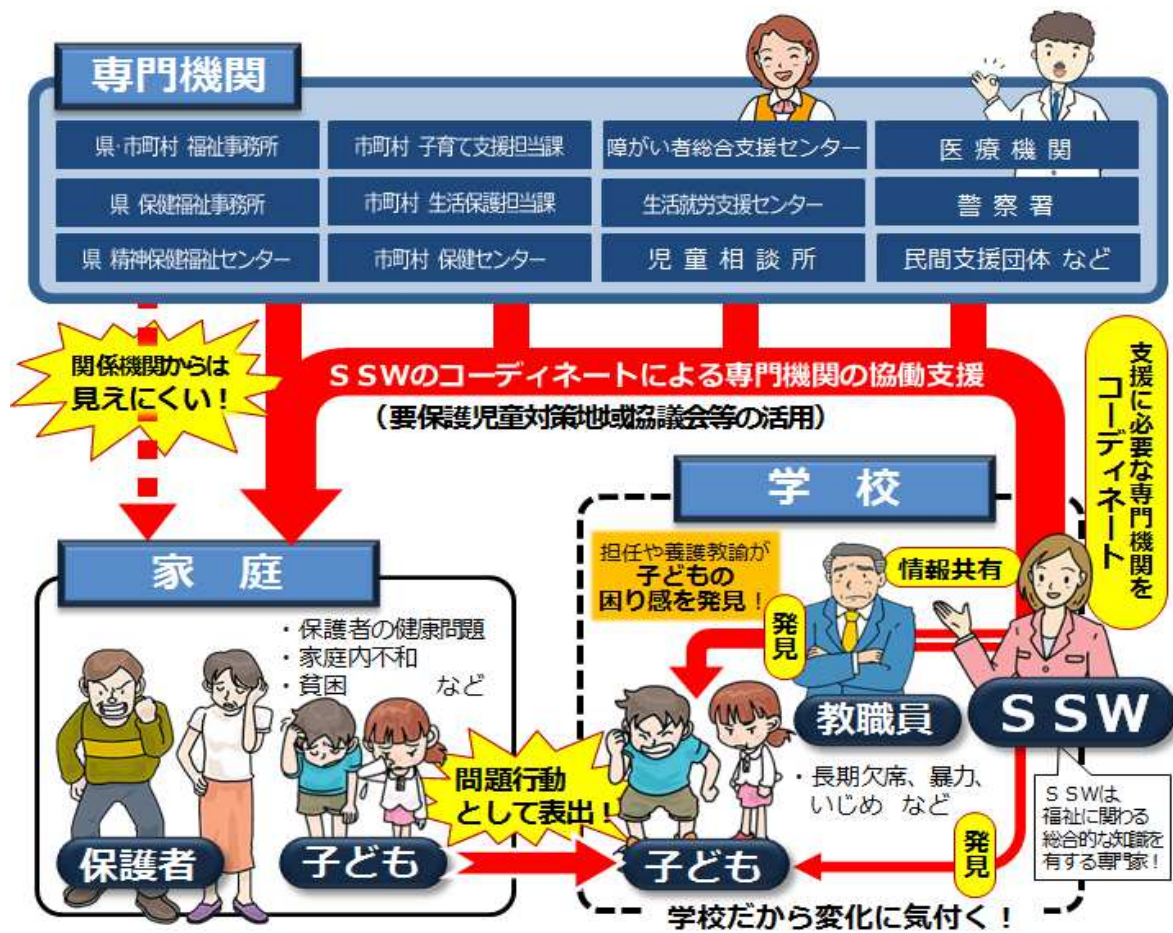 専門機関
県・市町村 福祉事務所
市町村 子育て支援担当課
障がい者総合支援センター
医療機関
県 保健福祉事務所
市町村 生活保護担当課
生活就労支援センター
警察署
県 精神保健福祉センター
市町村 保健センター
児童相談所
民間支援団体 など
関係機関からは
見えにくい！
ＳＳＷのコーディネートによる専門機関の協働支援
（要保護児童対策地域協議会等の活用）
支援に必要な専門機関を
コーディネート
学 校
担任や養護教諭が
子どもの
困り感を発見！
情報共有
発見
教職員
ＳＳＷ
・長期欠席、暴力、
いじめ など
ＳＳＷは、
福祉に関わる
総合的な知識を
有する専門家！
発見
家 庭
・保護者の健康問題
・家庭内不和
・貧困 など
問題行動
として表出！
保護者
子ども
子ども
学校だから変化に気付く！